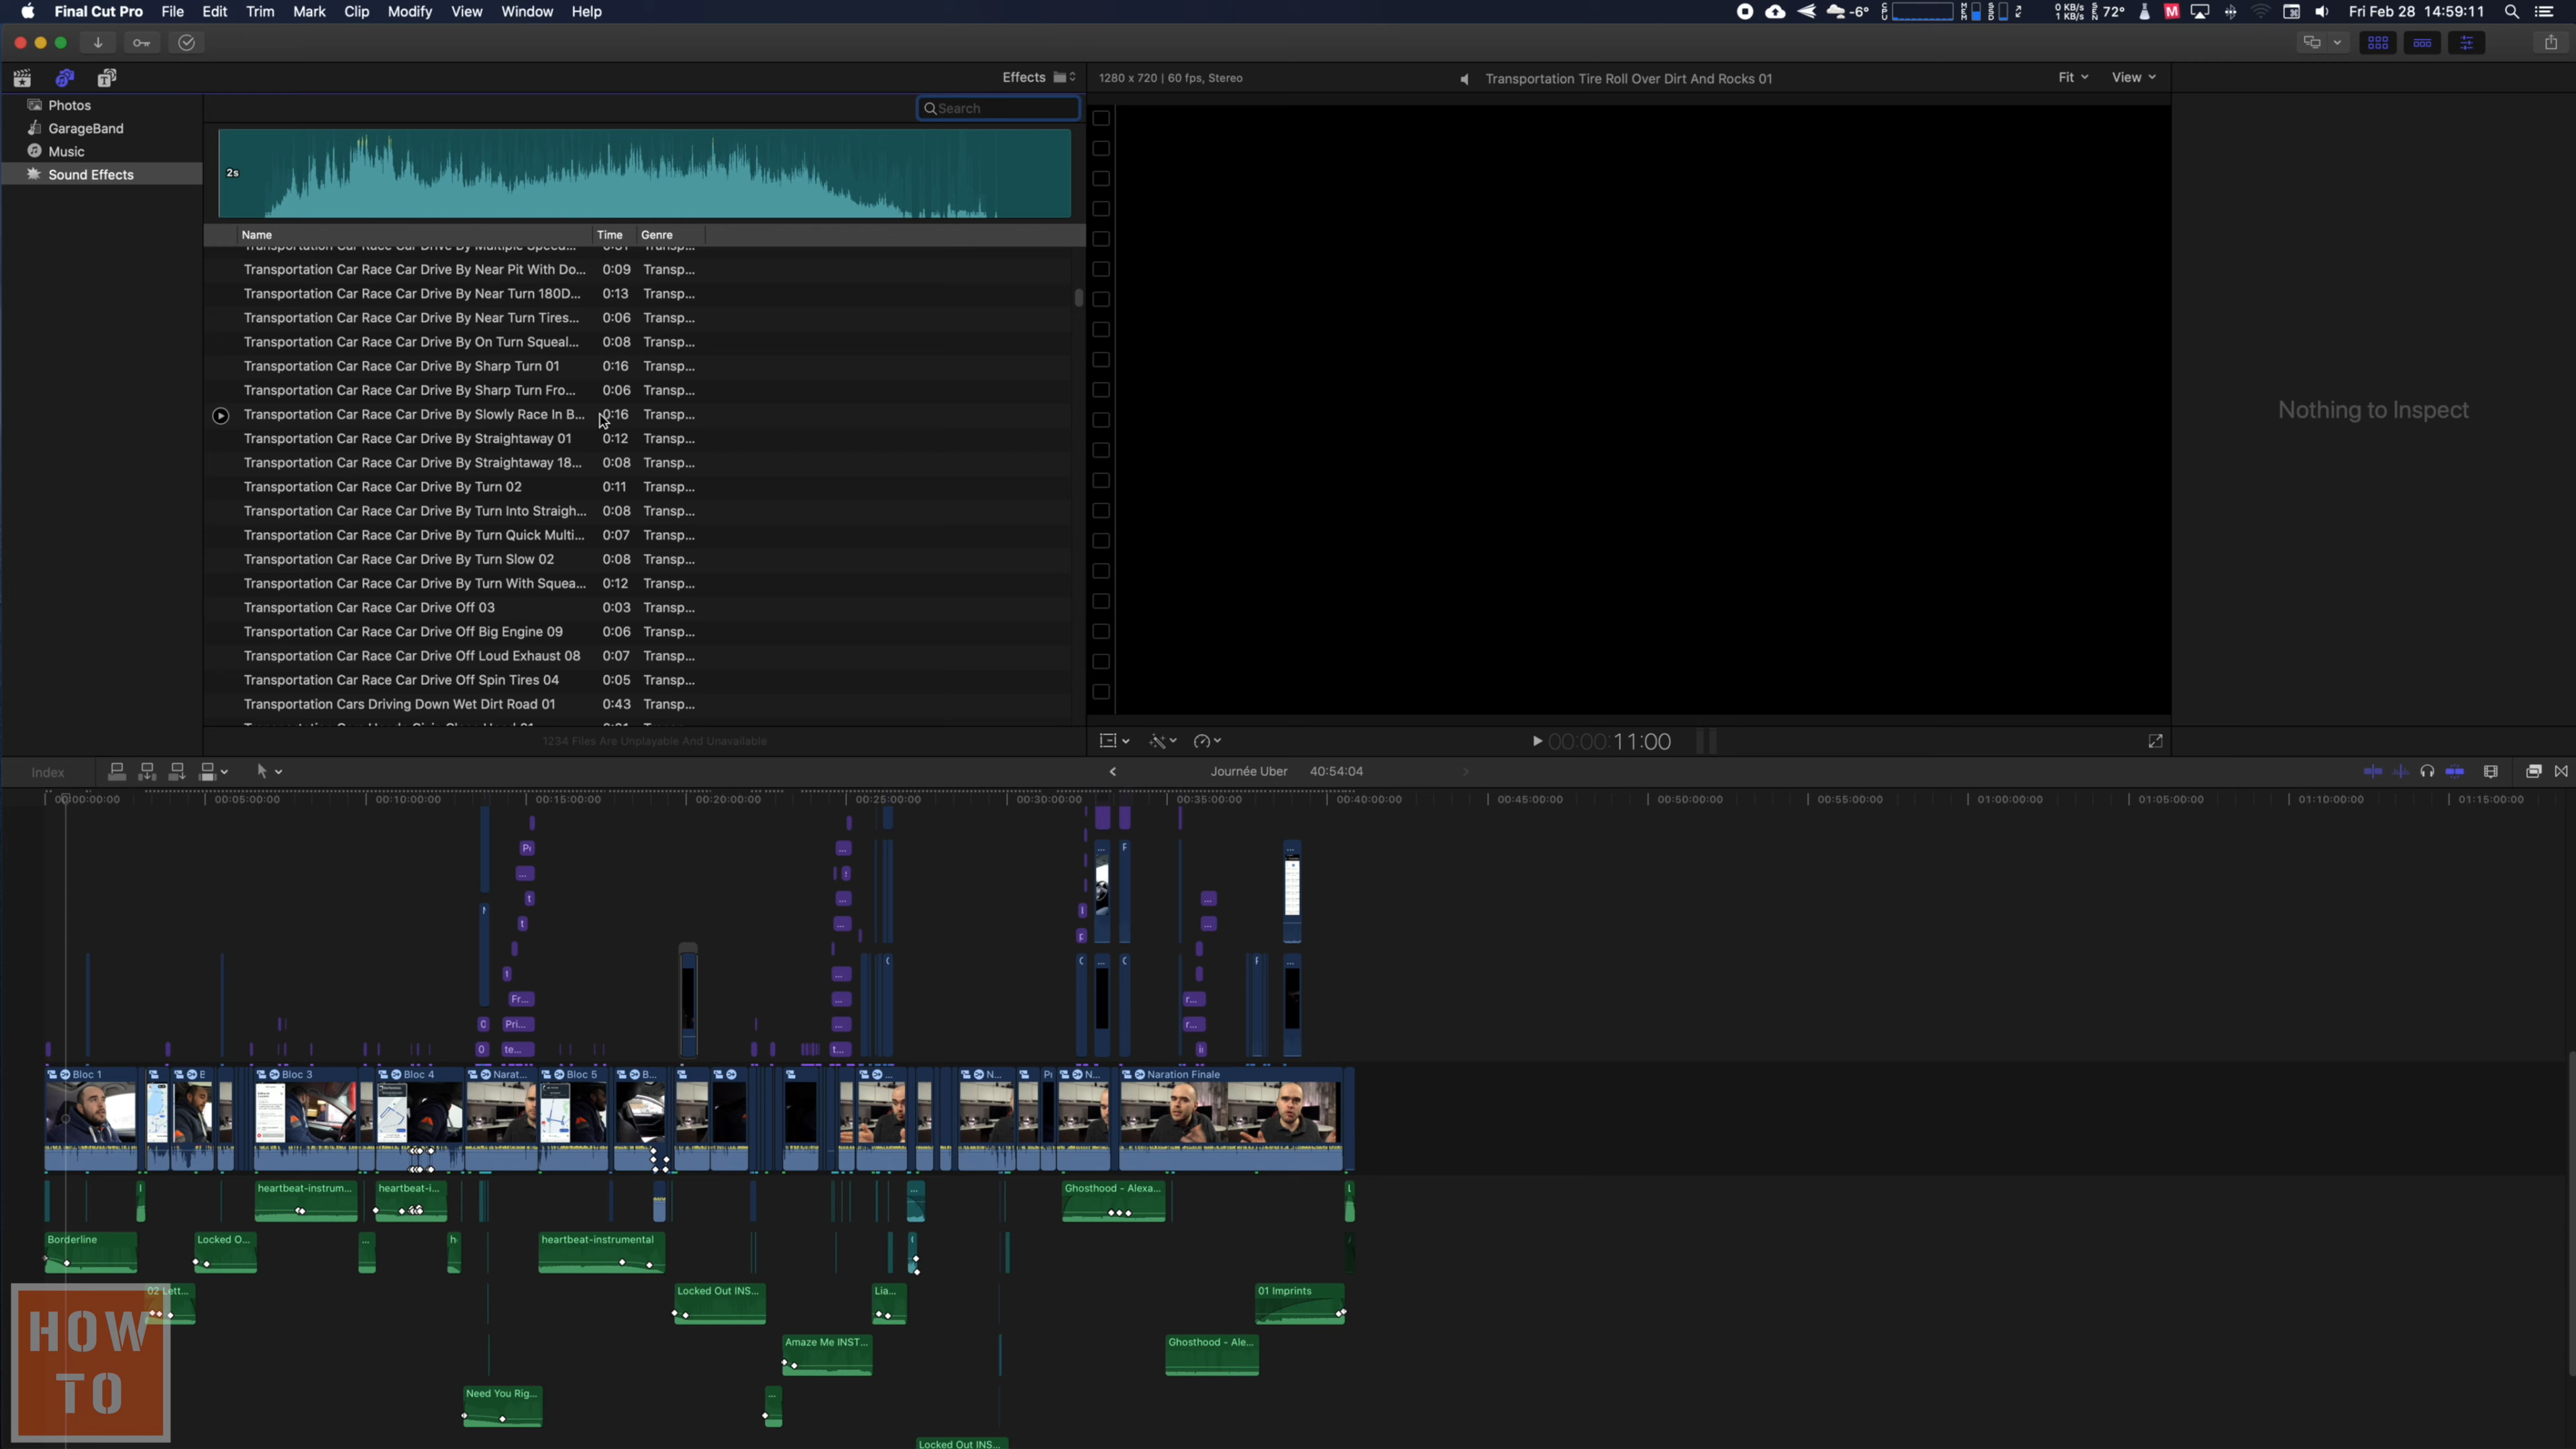 Final Cut Pro File Edit Trim Mark Clip Modify View Window Help
-6° CPU MEM SSD 0 KB/s 1 KB/s SEN 72° Fri Feb 28 14:59:11
Effects
1280 x 720 | 60 fps, Stereo
Transportation Tire Roll Over Dirt And Rocks 01
Fit View
Photos
GarageBand
Music
Sound Effects
Search
2s
Name Time Genre
Transportation Car Race Car Drive By Multiple Speed... 0:31 Transp...
Transportation Car Race Car Drive By Near Pit With Do... 0:09 Transp...
Transportation Car Race Car Drive By Near Turn 180D... 0:13 Transp...
Transportation Car Race Car Drive By Near Turn Tires... 0:06 Transp...
Transportation Car Race Car Drive By On Turn Squeal... 0:08 Transp...
Transportation Car Race Car Drive By Sharp Turn 01 0:16 Transp...
Transportation Car Race Car Drive By Sharp Turn Fro... 0:06 Transp...
Transportation Car Race Car Drive By Slowly Race In B... 0:16 Transp...
Transportation Car Race Car Drive By Straightaway 01 0:12 Transp...
Transportation Car Race Car Drive By Straightaway 18... 0:08 Transp...
Transportation Car Race Car Drive By Turn 02 0:11 Transp...
Transportation Car Race Car Drive By Turn Into Straigh... 0:08 Transp...
Transportation Car Race Car Drive By Turn Quick Multi... 0:07 Transp...
Transportation Car Race Car Drive By Turn Slow 02 0:08 Transp...
Transportation Car Race Car Drive By Turn With Squea... 0:12 Transp...
Transportation Car Race Car Drive Off 03 0:03 Transp...
Transportation Car Race Car Drive Off Big Engine 09 0:06 Transp...
Transportation Car Race Car Drive Off Loud Exhaust 08 0:07 Transp...
Transportation Car Race Car Drive Off Spin Tires 04 0:05 Transp...
Transportation Cars Driving Down Wet Dirt Road 01 0:43 Transp...
1234 Files Are Unplayable And Unavailable
Nothing to Inspect
00:00:11:00
Index
Journée Uber 40:54:04
00:00:00:00 00:05:00:00 00:10:00:00 00:15:00:00 00:20:00:00 00:25:00:00 00:30:00:00 00:35:00:00 00:40:00:00 00:45:00:00 00:50:00:00 00:55:00:00 01:00:00:00 01:05:00:00 01:10:00:00 01:15:00:00
Fr...
Pri...
te...
Bloc 1 B Bloc 3 Bloc 4 Narat... Bloc 5 B... N... N... Naration Finale
heartbeat-instrum... heartbeat-i... Ghosthood - Alexa...
Borderline Locked O... heartbeat-instrumental
02 Lett... Locked Out INS... Lia... 01 Imprints
Amaze Me INST... Ghosthood - Ale...
Need You Rig...
Locked Out INS...
HOW
TO